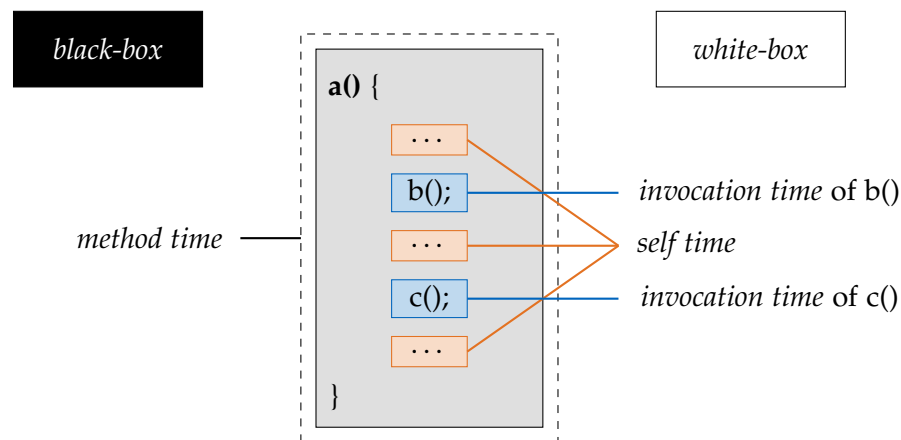 black-box
white-box
a() {
...
b();
invocation time of b()
method time
...
self time
c();
invocation time of c()
...
}